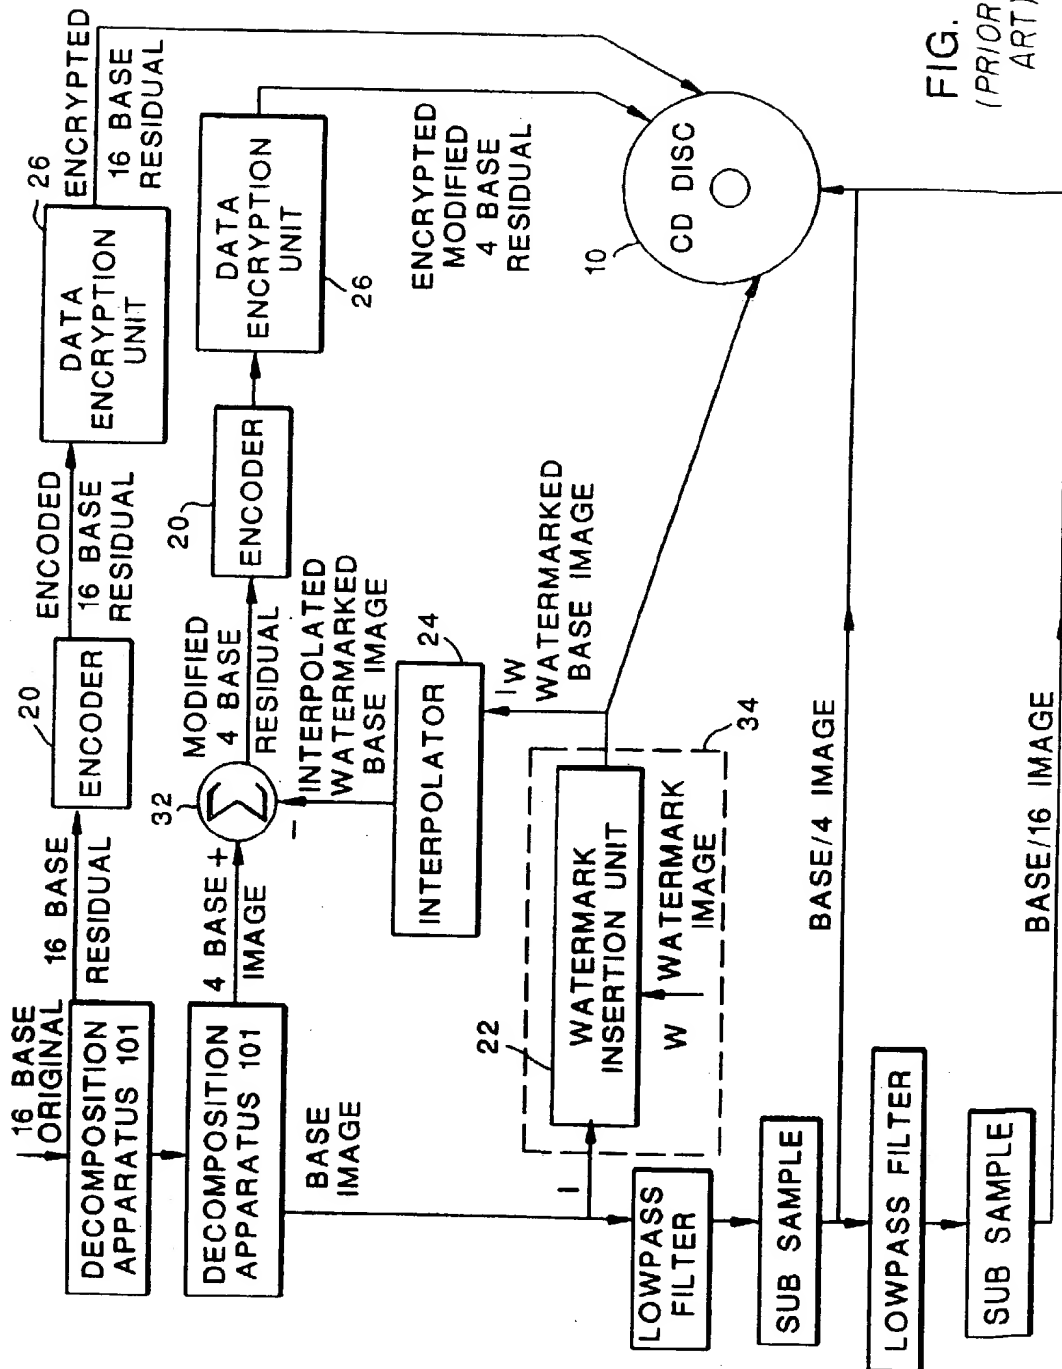 16 BASE
ORIGINAL
DECOMPOSITION
APPARATUS 101
16 BASE
RESIDUAL
20
ENCODER
ENCODED
16 BASE
RESIDUAL
26
DATA
ENCRYPTION
UNIT
ENCRYPTED
16 BASE
RESIDUAL
DECOMPOSITION
APPARATUS 101
4 BASE +
IMAGE
32
Σ
−
MODIFIED
4 BASE
RESIDUAL
20
ENCODER
DATA
ENCRYPTION
UNIT
26
ENCRYPTED
MODIFIED
4 BASE
RESIDUAL
INTERPOLATED
WATERMARKED
BASE IMAGE
INTERPOLATOR
24
IW
WATERMARKED
BASE IMAGE
10
CD DISC
BASE
IMAGE
I
22
WATERMARK
INSERTION UNIT
W
WATERMARK
IMAGE
34
LOWPASS
FILTER
SUB SAMPLE
BASE/4 IMAGE
LOWPASS FILTER
SUB SAMPLE
BASE/16 IMAGE
FIG.
(PRIOR
ART)